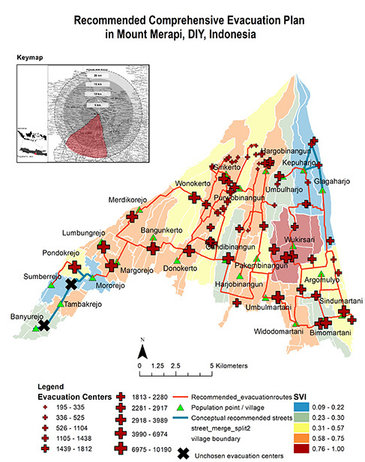 Recommended Comprehensive Evacuation Plan
in Mount Merapi, DIY, Indonesia
Keymap
Hargobinangun
Kepuharjo
Girikerto
Glagaharjo
Wonokerto
Purwobinangun
Umbulharjo
Merdikorejo
Bangunkerto
Candibinangun
Wukirsari
Lumbungrejo
Pondokrejo
Pakembinangun
Margorejo
Donokerto
Argomulyo
Sumberrejo
Mororejo
Harjobinangun
Sindumartani
Tambakrejo
Umbulmartani
Banyurejo
Widodomartani
Bimomartani
N
0 1.25 2.5 5 Kilometers
Legend
Evacuation Centers
195 - 335
336 - 525
526 - 1104
1105 - 1438
1439 - 1812
1813 - 2280
2281 - 2917
2918 - 3989
3990 - 6974
6975 - 10190
Recommended_evacuationroutes
Population point / village
Conceptual recommended streets
street_merge_split2
village boundary
Unchosen evacuation centers
SVI
0.09 - 0.22
0.23 - 0.30
0.31 - 0.57
0.58 - 0.75
0.76 - 1.00